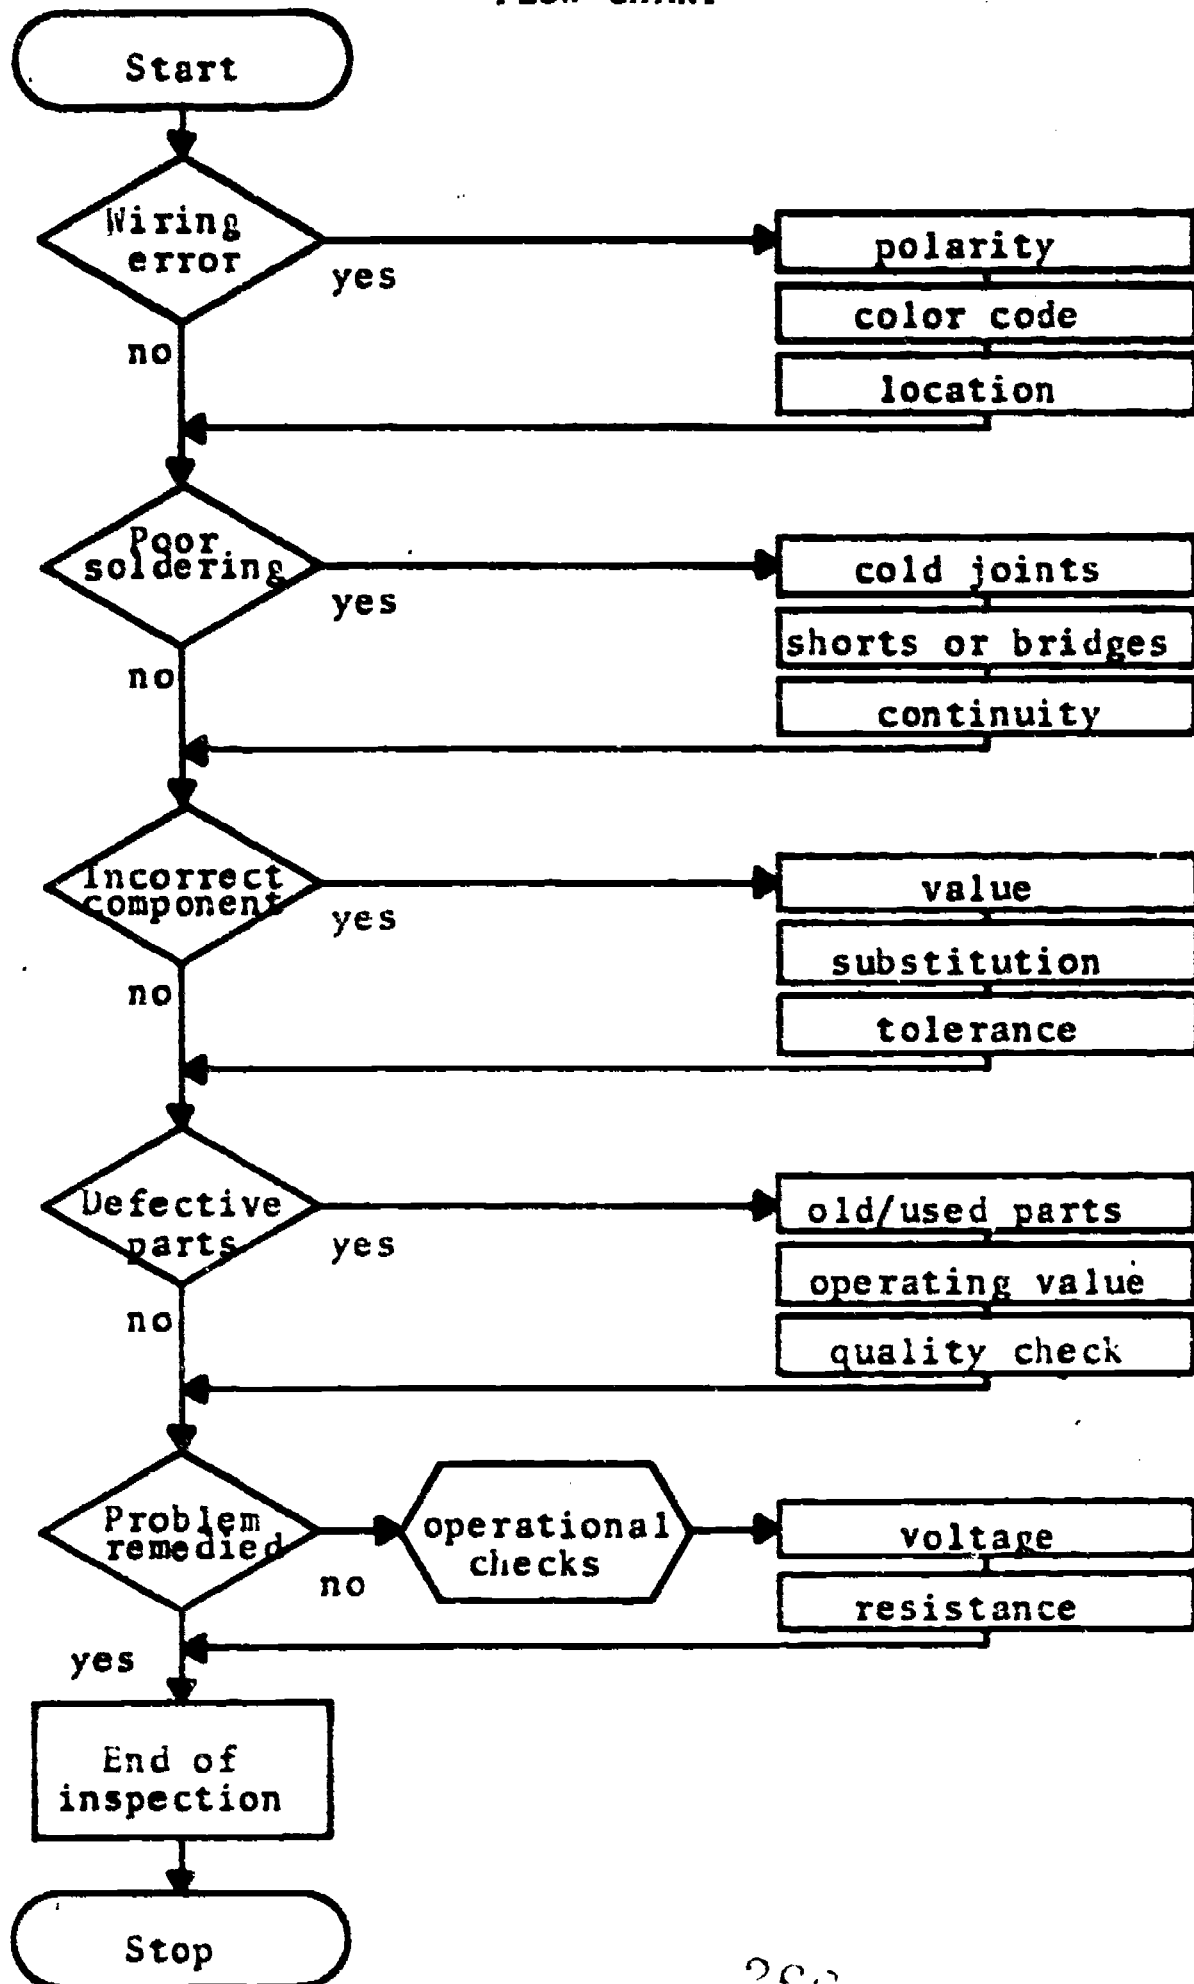 Start
Wiring
error
yes
polarity
color code
location
no
Poor
soldering
yes
cold joints
shorts or bridges
continuity
no
Incorrect
component
yes
value
substitution
tolerance
no
Defective
parts
yes
old/used parts
operating value
quality check
no
Problem
remedied
no
operational
checks
voltage
resistance
yes
End of
inspection
Stop